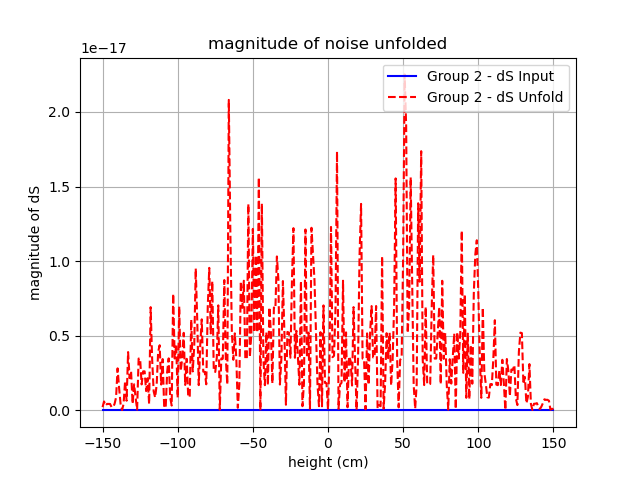 magnitude of noise unfolded
1e−17
Group 2 - dS Input
Group 2 - dS Unfold
2.0
1.5
1.0
0.5
0.0
magnitude of dS
−150
−100
−50
0
50
100
150
height (cm)